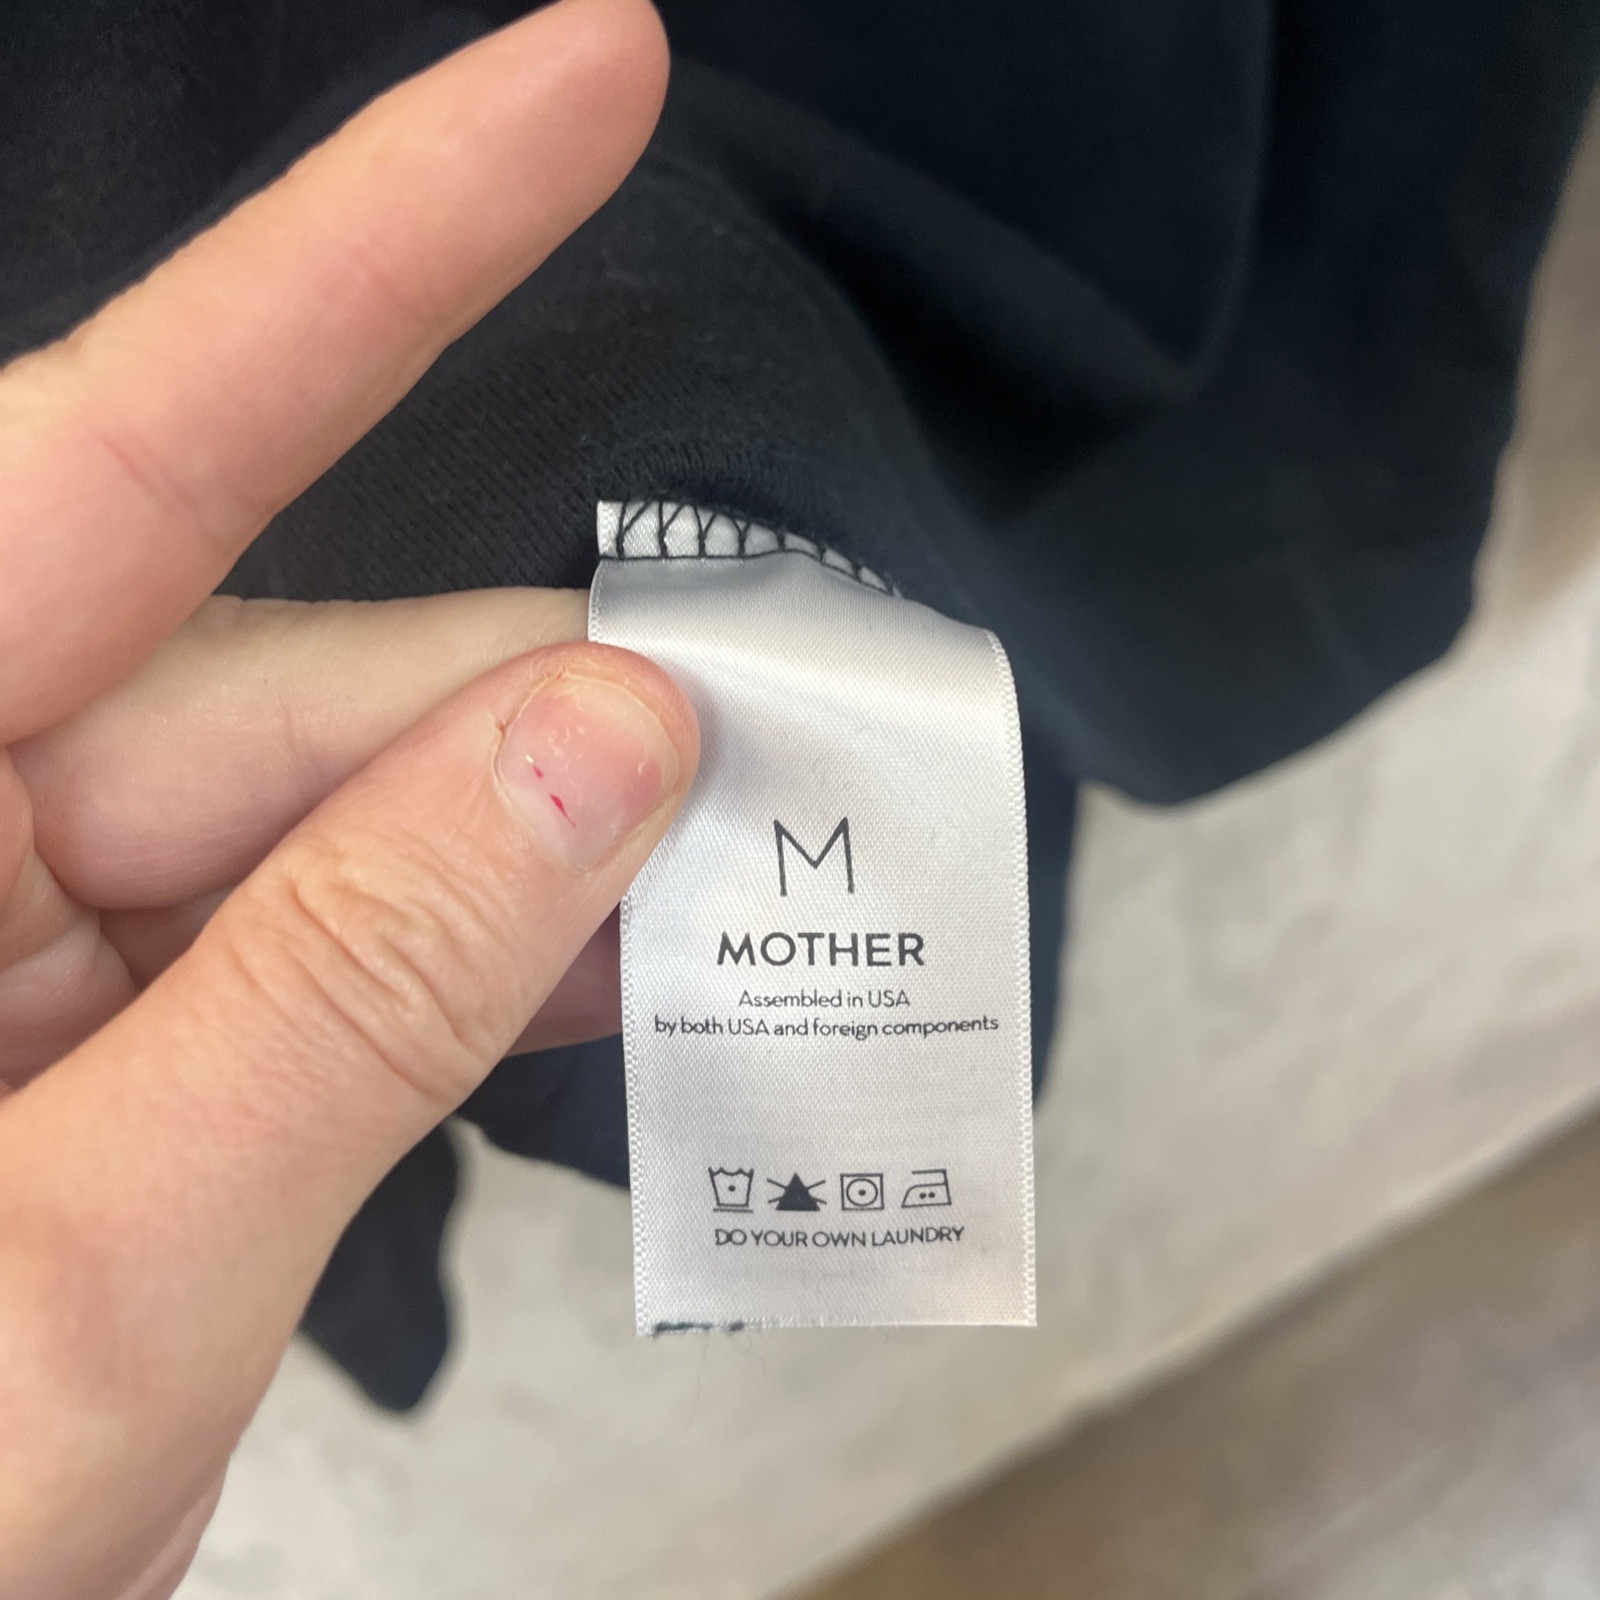 M
MOTHER
Assembled in USA
by both USA and foreign components
DO YOUR OWN LAUNDRY